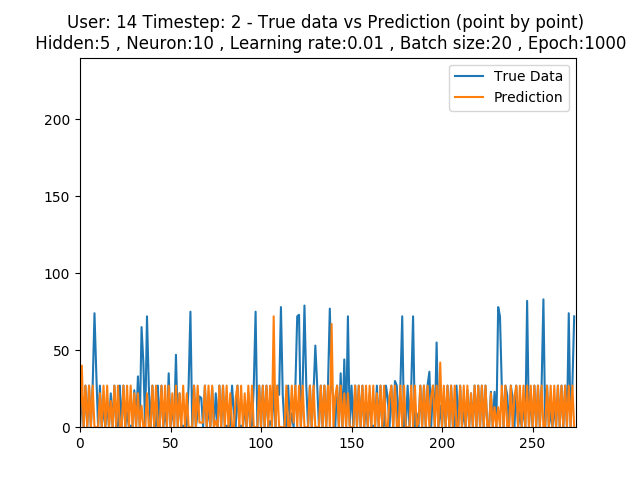 User: 14 Timestep: 2 - True data vs Prediction (point by point)
Hidden:5 , Neuron:10 , Learning rate:0.01 , Batch size:20 , Epoch:1000
True Data
Prediction
200
150
100
50
0
0 50 100 150 200 250